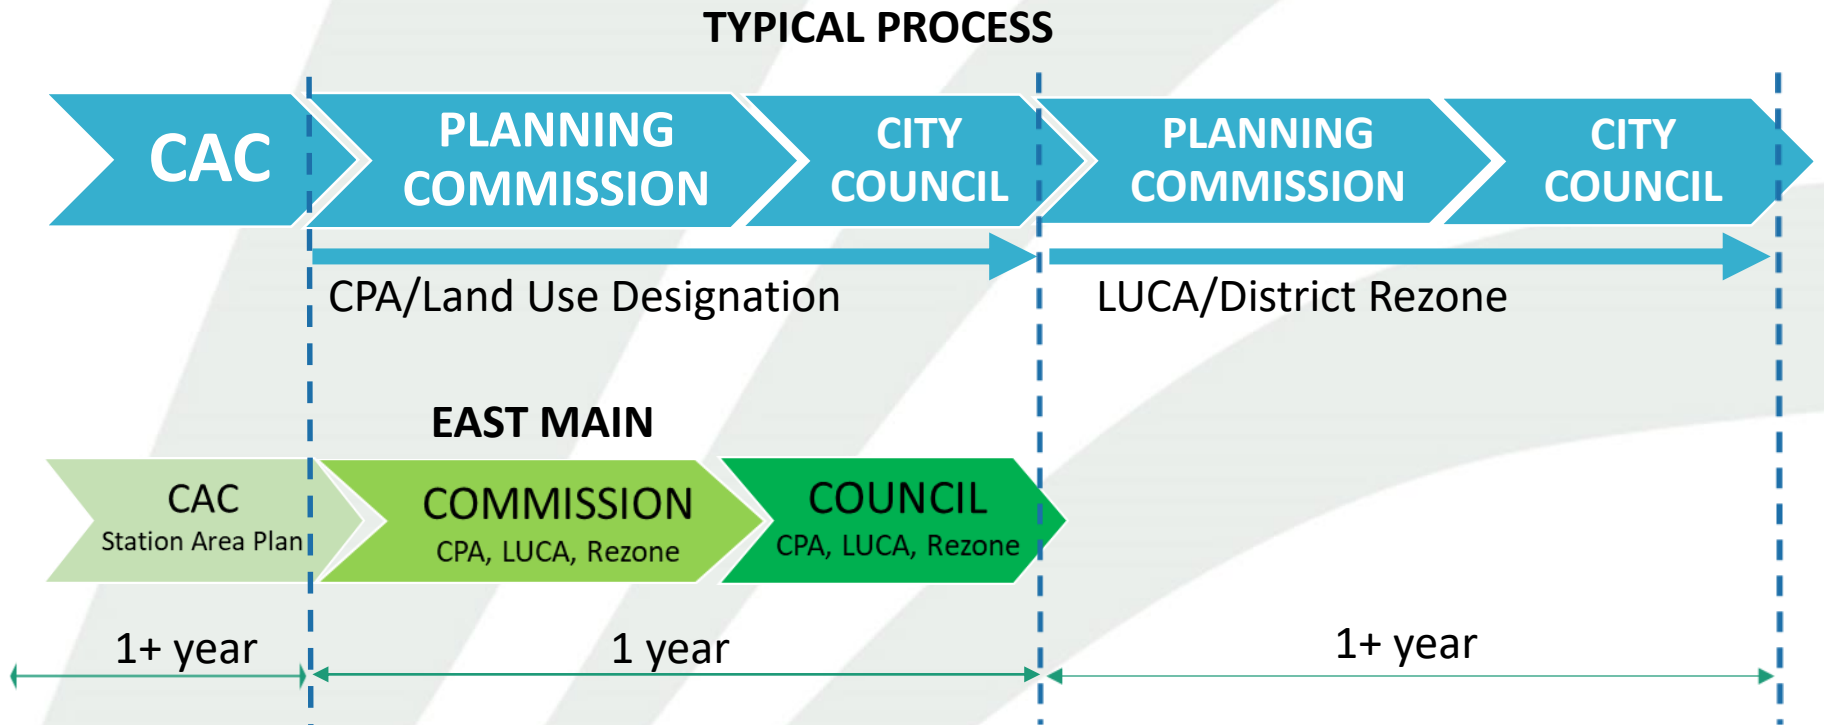 TYPICAL PROCESS
CAC
PLANNING
COMMISSION
CITY
COUNCIL
PLANNING
COMMISSION
CITY
COUNCIL
CPA/Land Use Designation
LUCA/District Rezone
EAST MAIN
CAC
Station Area Plan
COMMISSION
CPA, LUCA, Rezone
COUNCIL
CPA, LUCA, Rezone
1+ year
1 year
1+ year